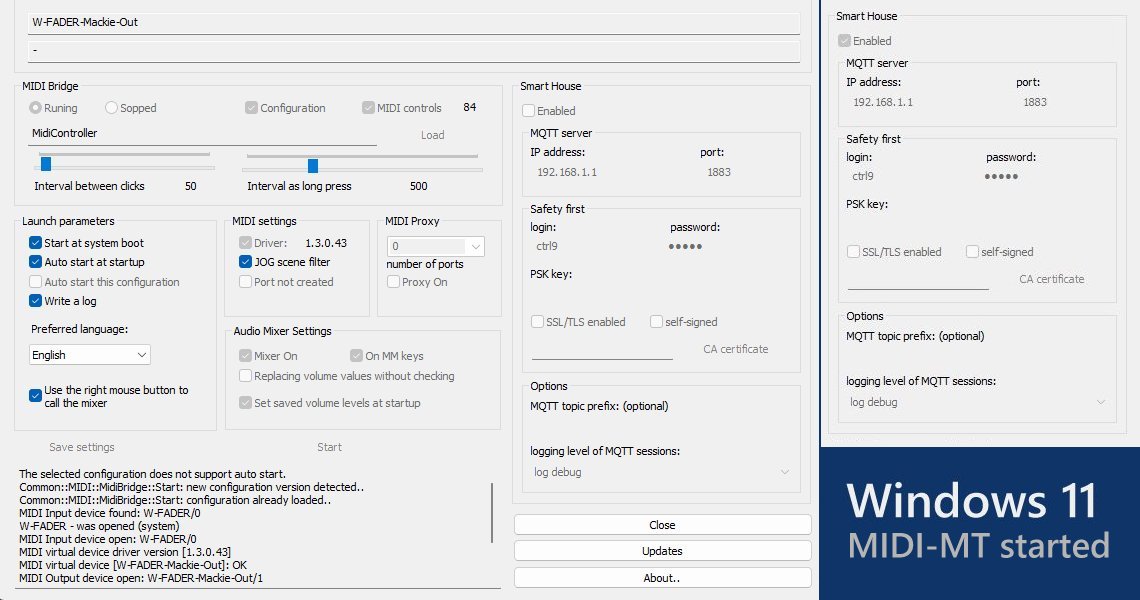 W-FADER-Mackie-Out
-
MIDI Bridge
Runing
Sopped
Configuration
MIDI controls
84
MidiController
Load
Interval between clicks
50
Interval as long press
500
Launch parameters
Start at system boot
Auto start at startup
Auto start this configuration
Write a log
Preferred language:
English
Use the right mouse button to
call the mixer
MIDI settings
Driver:
1.3.0.43
JOG scene filter
Port not created
MIDI Proxy
0
number of ports
Proxy On
Audio Mixer Settings
Mixer On
On MM keys
Replacing volume values without checking
Set saved volume levels at startup
Save settings
Start
The selected configuration does not support auto start.
Common::MIDI::MidiBridge::Start: new configuration version detected..
Common::MIDI::MidiBridge::Start: configuration already loaded..
MIDI Input device found: W-FADER/0
W-FADER - was opened (system)
MIDI Input device open: W-FADER/0
MIDI virtual device driver version [1.3.0.43]
MIDI virtual device [W-FADER-Mackie-Out]: OK
MIDI Output device open: W-FADER-Mackie-Out/1
Smart House
Enabled
MQTT server
IP address:
port:
192.168.1.1
1883
Safety first
login:
password:
ctrl9
●●●●●
PSK key:
SSL/TLS enabled
self-signed
CA certificate
Options
MQTT topic prefix: (optional)
logging level of MQTT sessions:
log debug
Close
Updates
About..
Smart House
Enabled
MQTT server
IP address:
port:
192.168.1.1
1883
Safety first
login:
password:
ctrl9
●●●●●
PSK key:
SSL/TLS enabled
self-signed
CA certificate
Options
MQTT topic prefix: (optional)
logging level of MQTT sessions:
log debug
Windows 11
MIDI-MT started